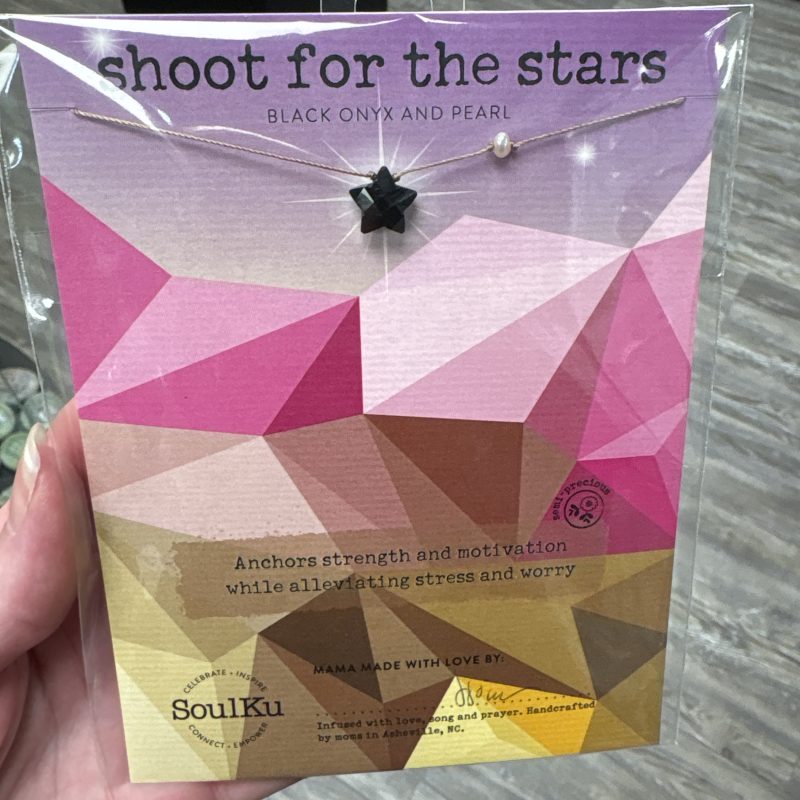 shoot for the stars
BLACK ONYX AND PEARL
semi-precious
Anchors strength and motivation
while alleviating stress and worry
MAMA MADE WITH LOVE BY:
CELEBRATE • INSPIRE
SoulKu
CONNECT • EMPOWER
Infused with love, song and prayer. Handcrafted
by moms in Asheville, NC.